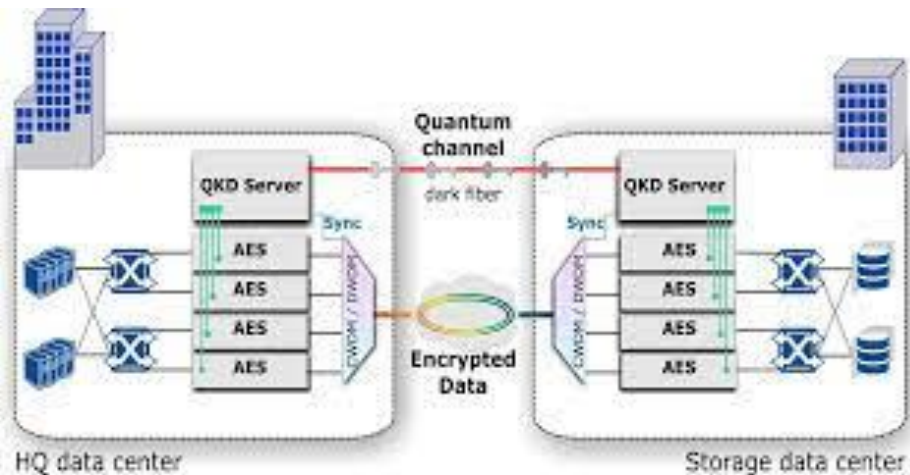 Quantum
channel
QKD Server
dark fiber
QKD Server
Sync
Sync
AES
AES
AES
AES
CWDM / DWDM
Encrypted
Data
CWDM / DWDM
AES
AES
AES
AES
HQ data center
Storage data center